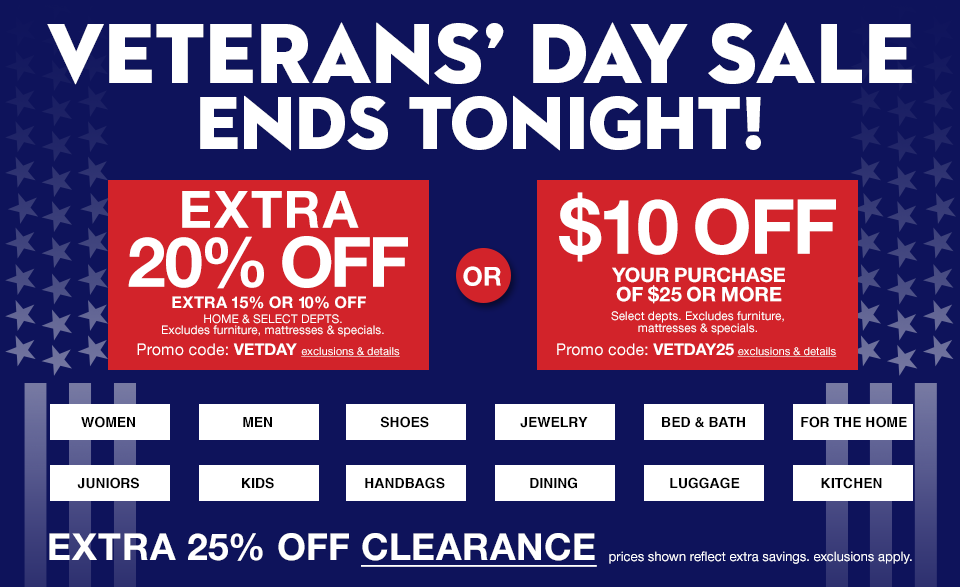 VETERANS' DAY SALE
ENDS TONIGHT!
EXTRA
20% OFF
EXTRA 15% OR 10% OFF
HOME & SELECT DEPTS.
Excludes furniture, mattresses & specials.
Promo code: VETDAY exclusions & details
OR
$10 OFF
YOUR PURCHASE
OF $25 OR MORE
Select depts. Excludes furniture,
mattresses & specials.
Promo code: VETDAY25 exclusions & details
WOMEN MEN SHOES JEWELRY BED & BATH FOR THE HOME
JUNIORS KIDS HANDBAGS DINING LUGGAGE KITCHEN
EXTRA 25% OFF CLEARANCE prices shown reflect extra savings. exclusions apply.